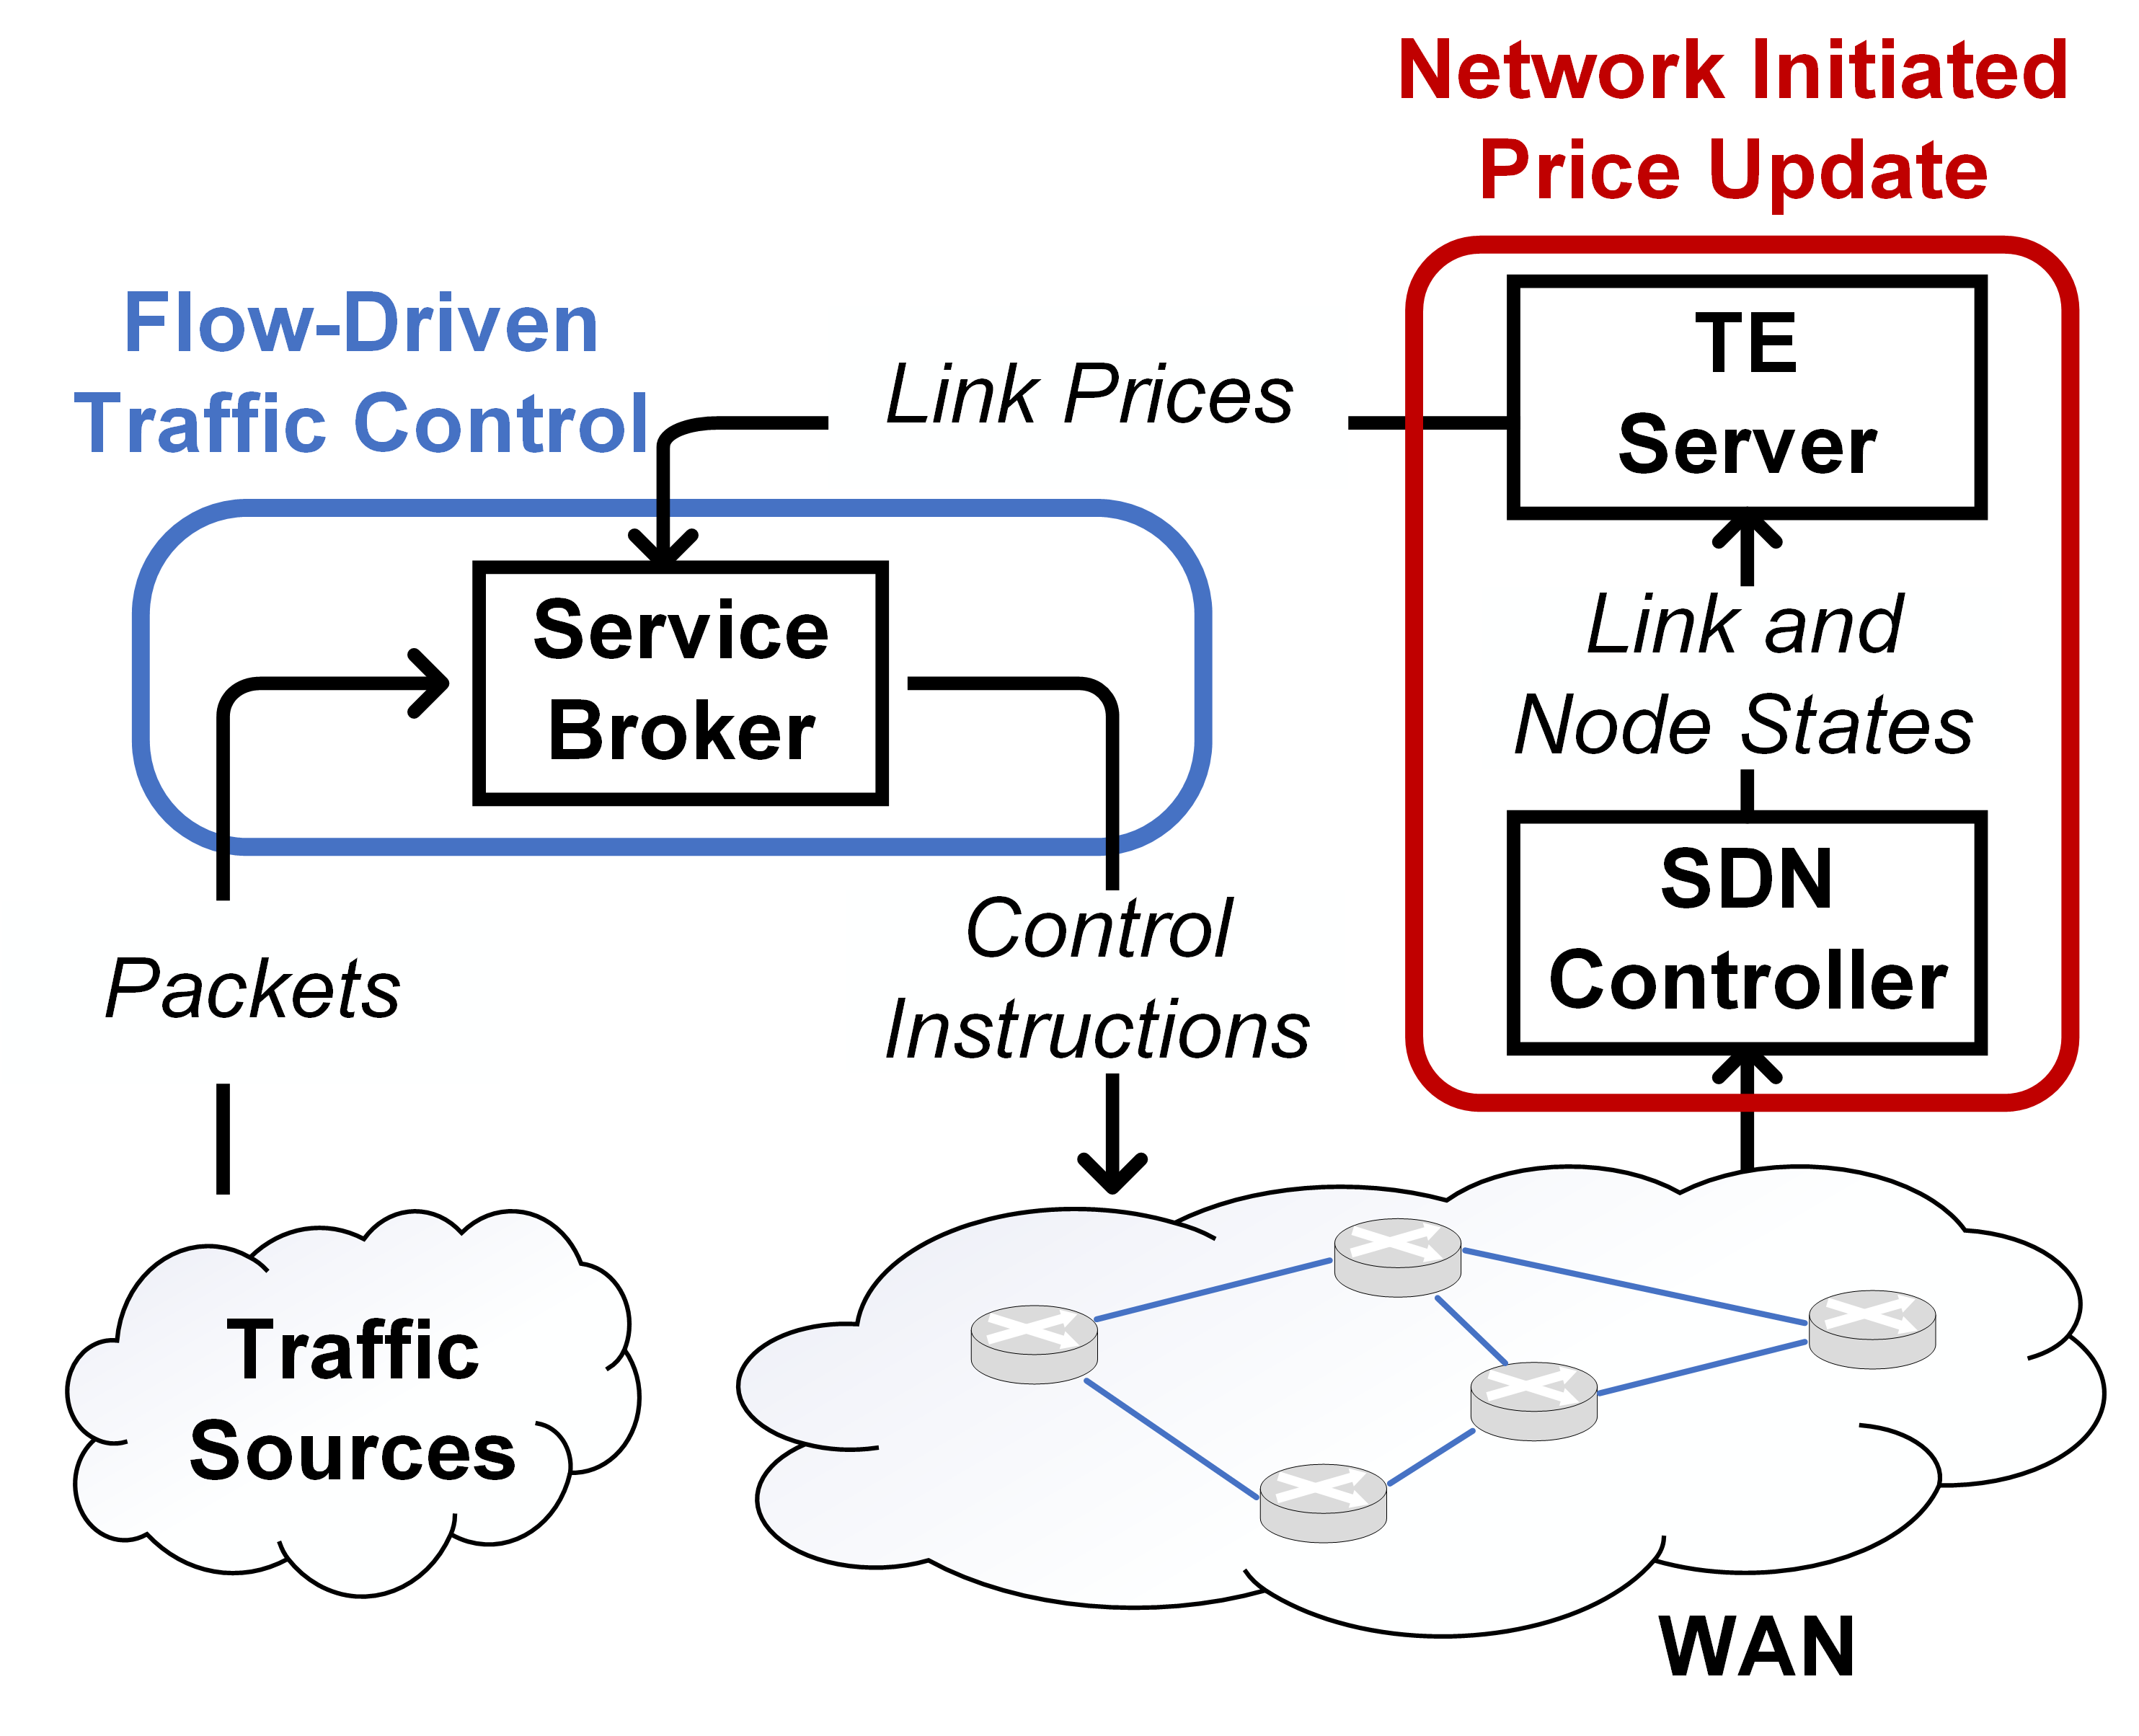 Network Initiated
Price Update
Flow-Driven
Traffic Control
Link Prices
TE
Server
Service
Broker
Link and
Node States
SDN
Controller
Packets
Control
Instructions
Traffic
Sources
WAN